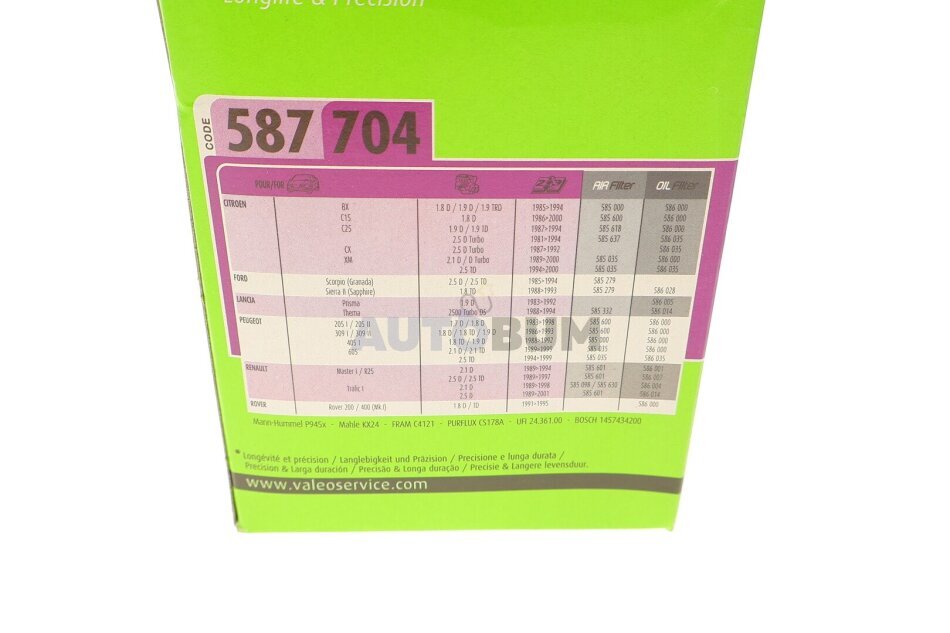 Longlife & Precision
CODE
587 704
POUR/FOR AIR Filter OIL Filter
CITROEN BX 1.8 D / 1.9 D / 1.9 TRD 1985>1994 585 000 586 000
C15 1.8 D 1986>2000 585 600 586 000
C25 1.9 D / 1.9 TD 1987>1994 585 618 586 000
2.5 D Turbo 1981>1994 585 637 586 035
CX 2.5 D Turbo 1987>1992 586 035
XM 2.1 D / D Turbo 1989>2000 585 035 586 000
2.5 TD 1994>2000 585 035 586 035
FORD Scorpio (Granada) 2.5 D / 2.5 TD 1985>1994 585 279
Sierra II (Sapphire) 1.8 TD 1988>1993 585 279 586 028
LANCIA Prisma 1.9 D 1983>1992 586 005
Thema 2500 Turbo DS 1988>1994 585 332 586 014
PEUGEOT 205 I / 205 II 1.7 D / 1.8 D 1983>1998 585 600 586 000
309 I / 309 II 1.8 D / 1.8 TD / 1.9 D 1986>1993 585 600 586 000
405 I 1.8 TD / 1.9 D 1988>1992 585 000 586 000
605 2.1 D / 2.1 TD 1989>1999 585 035 586 000
2.5 TD 1994>1999 585 035 586 035
AUTOBUM
RENAULT Master I / R25 2.1 D 1989>1994 585 601 586 001
2.5 D / 2.5 TD 1989>1997 585 601
Trafic I 2.1 D 1989>1998 585 098 / 585 630 586 004
2.5 D 1989>2001 585 601 586 014
ROVER Rover 200 / 400 (Mk I) 1.8 D / TD 1991>1995 586 000
Mann-Hummel P945x - Mahle KX24 - FRAM C4121 - PURFLUX CS178A - UFI 24.361.00 - BOSCH 1457434200
* Longévité et précision / Langlebigkeit und Präzision / Precisione e lunga durata /
Precision & Larga duración / Precisão & Longa duração / Precisie & Langere levensduur.
www.valeoservice.com